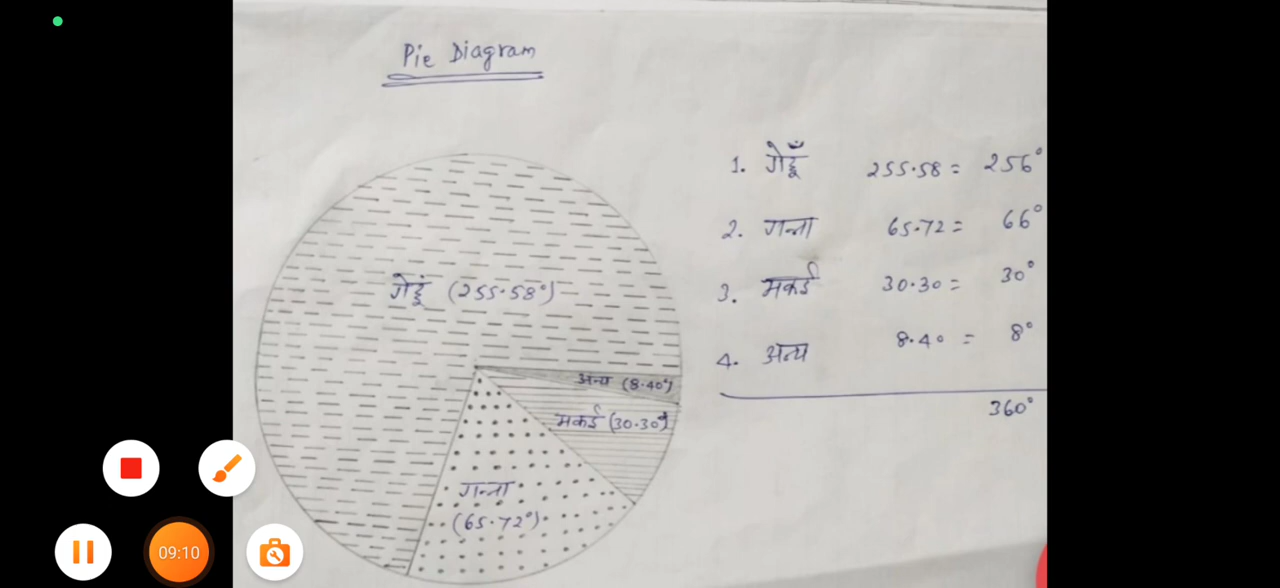 Pie Diagram
1. गेहूँ 255.58 = 256°
2. गन्ना 65.72 = 66°
3. मकई 30.30 = 30°
4. अन्य 8.40 = 8°
360°
गेहूं (255.58°)
अन्य (8.40°)
मकई (30.30°)
गन्ना
(65.72°)
09:10